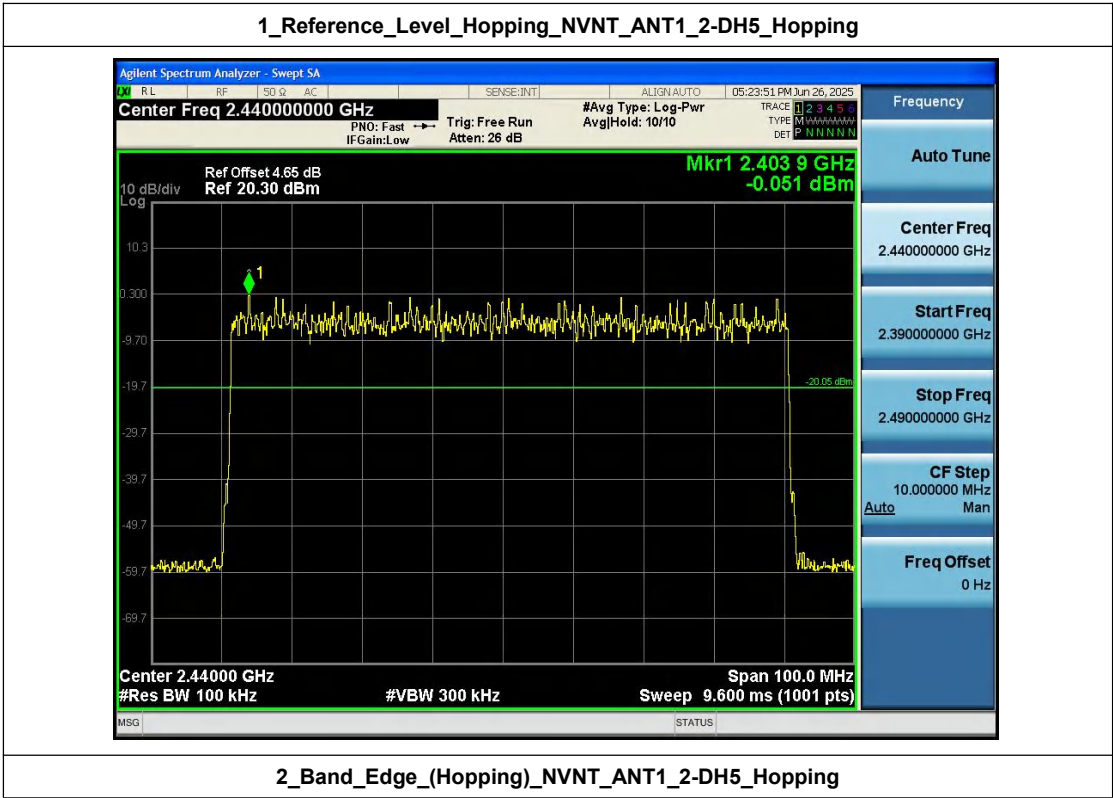 1_Reference_Level_Hopping_NVNT_ANT1_2-DH5_Hopping
Agilent Spectrum Analyzer - Swept SA
LXI RL RF 50 Ω AC SENSE:INT ALIGN AUTO 05:23:51 PM Jun 26, 2025
Center Freq 2.440000000 GHz
PNO: Fast
IFGain:Low
Trig: Free Run
Atten: 26 dB
#Avg Type: Log-Pwr
Avg|Hold: 10/10
TRACE 1 2 3 4 5 6
TYPE M W W W W W
DET P N N N N N
Mkr1 2.403 9 GHz
-0.051 dBm
Ref Offset 4.65 dB
10 dB/div Ref 20.30 dBm
Log
10.3
1
0.300
-9.70
-19.7
-20.05 dBm
-29.7
-39.7
-49.7
-59.7
-69.7
Center 2.44000 GHz Span 100.0 MHz
#Res BW 100 kHz #VBW 300 kHz Sweep 9.600 ms (1001 pts)
MSG STATUS
Frequency
Auto Tune
Center Freq
2.440000000 GHz
Start Freq
2.390000000 GHz
Stop Freq
2.490000000 GHz
CF Step
10.000000 MHz
Auto Man
Freq Offset
0 Hz
2_Band_Edge_(Hopping)_NVNT_ANT1_2-DH5_Hopping